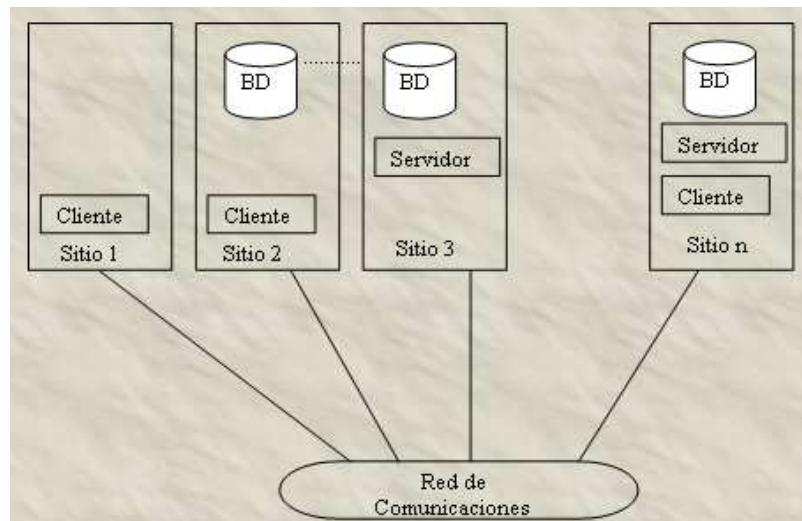 BD
Cliente
Sitio 1
Cliente
Sitio 2
BD
Servidor
Sitio 3
BD
Servidor
Cliente
Sitio n
Red de
Comunicaciones